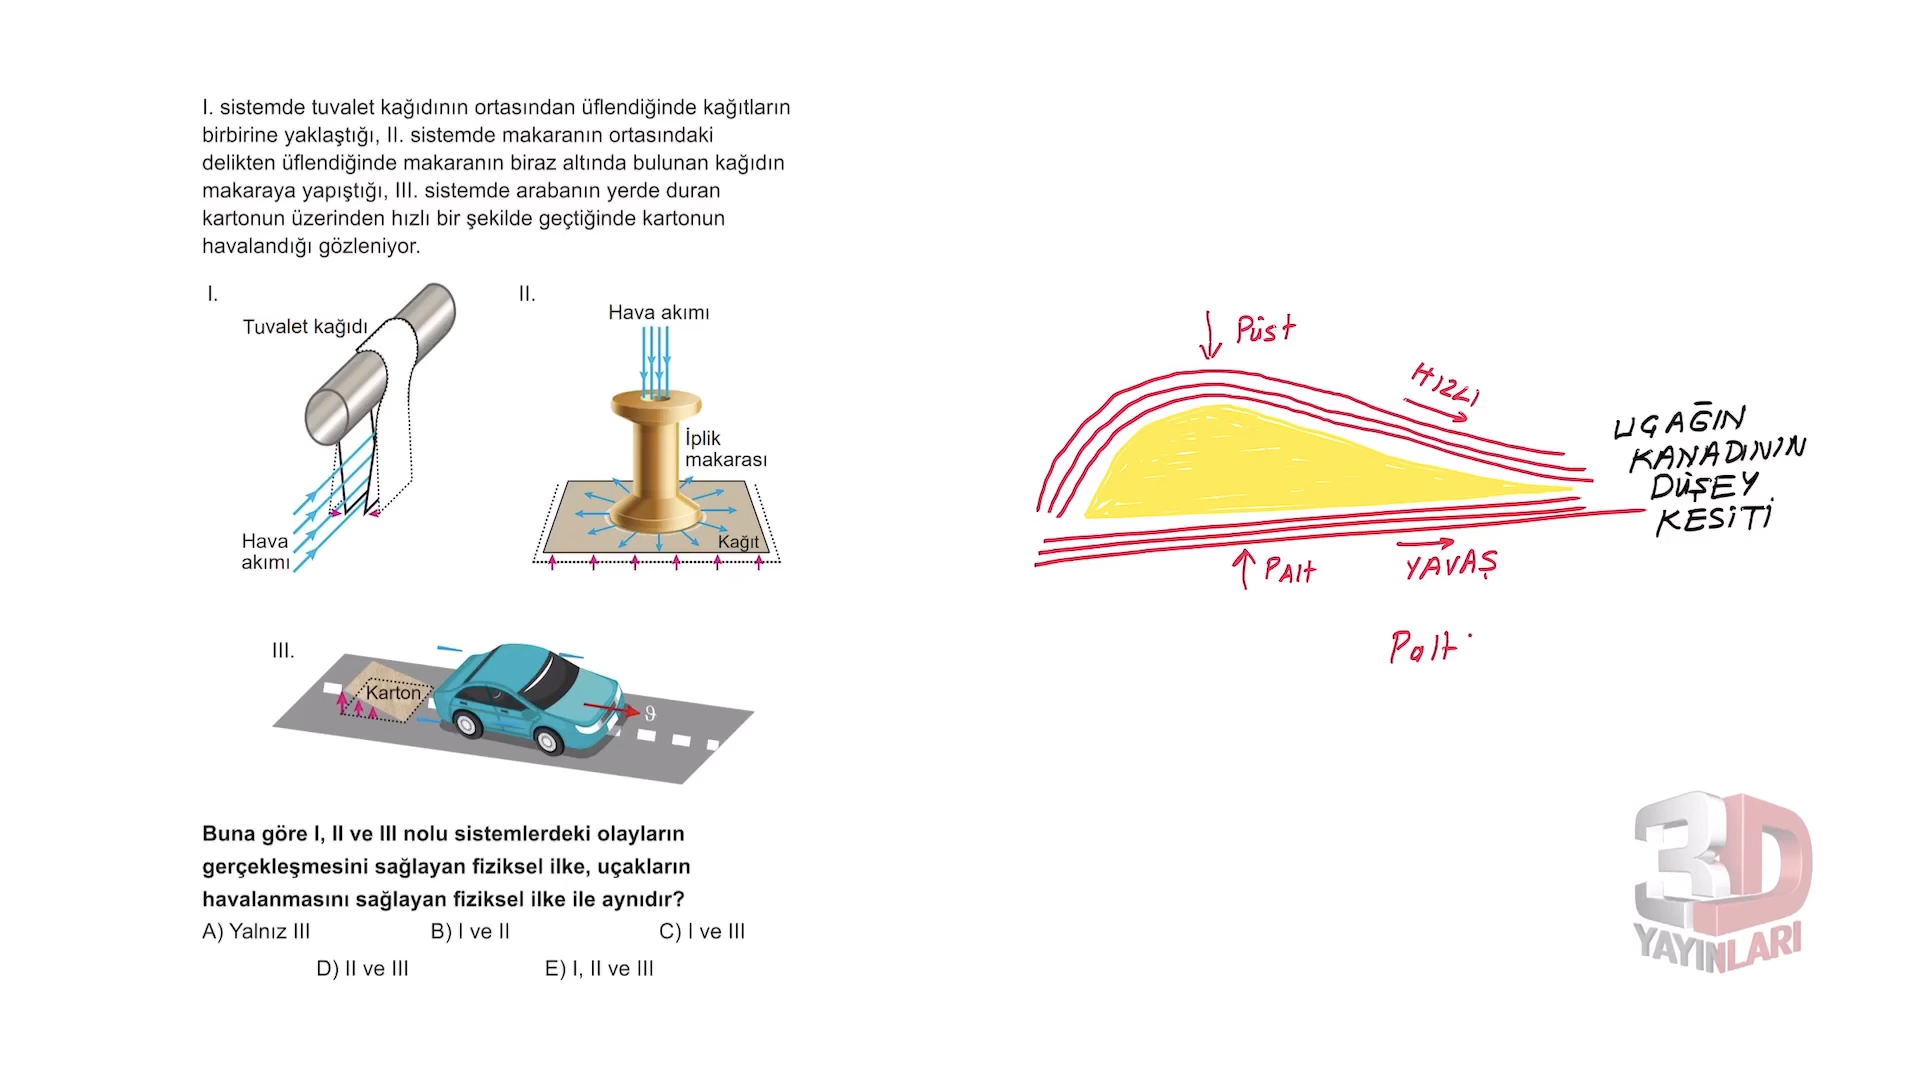 I. sistemde tuvalet kağıdının ortasından üflendiğinde kağıtların
birbirine yaklaştığı, II. sistemde makaranın ortasındaki
delikten üflendiğinde makaranın biraz altında bulunan kağıdın
makaraya yapıştığı, III. sistemde arabanın yerde duran
kartonun üzerinden hızlı bir şekilde geçtiğinde kartonun
havalandığı gözleniyor.
I.
Tuvalet kağıdı
Hava
akımı
II.
Hava akımı
İplik
makarası
Kağıt
III.
Karton
ϑ
Buna göre I, II ve III nolu sistemlerdeki olayların
gerçekleşmesini sağlayan fiziksel ilke, uçakların
havalanmasını sağlayan fiziksel ilke ile aynıdır?
A) Yalnız III B) I ve II C) I ve III
D) II ve III E) I, II ve III
Püst
HIZLI
UÇAĞIN
KANADININ
DÜŞEY
KESİTİ
PAlt
YAVAŞ
Palt
3D
YAYINLARI